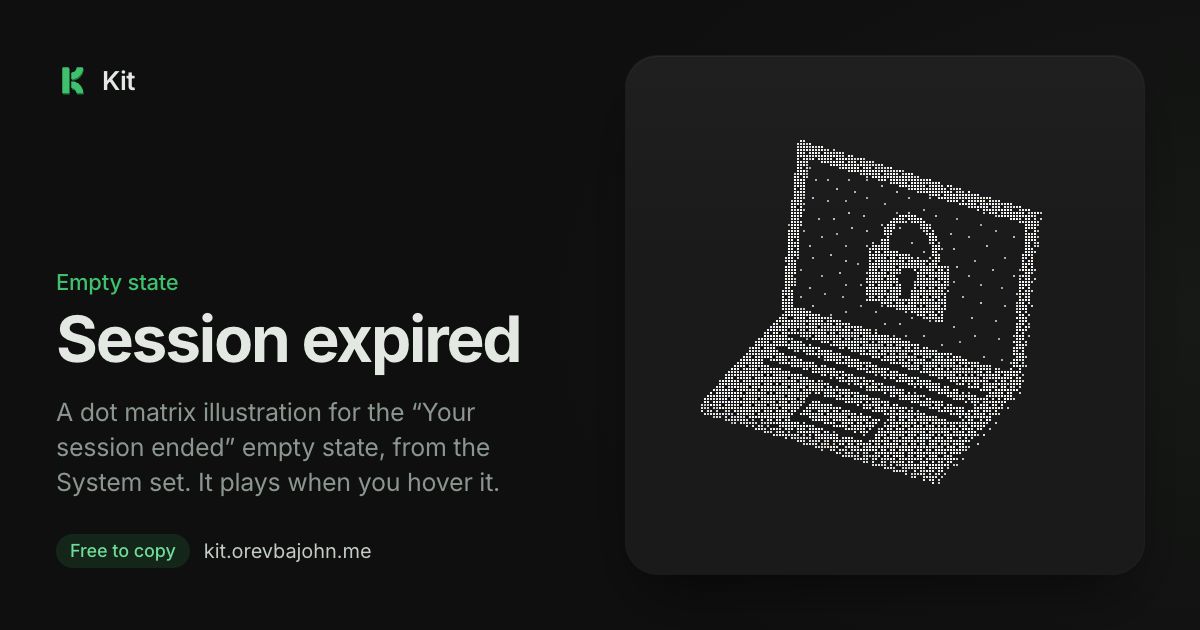 Kit
Empty state
Session expired
A dot matrix illustration for the “Your
session ended” empty state, from the
System set. It plays when you hover it.
Free to copy
kit.orevbajohn.me